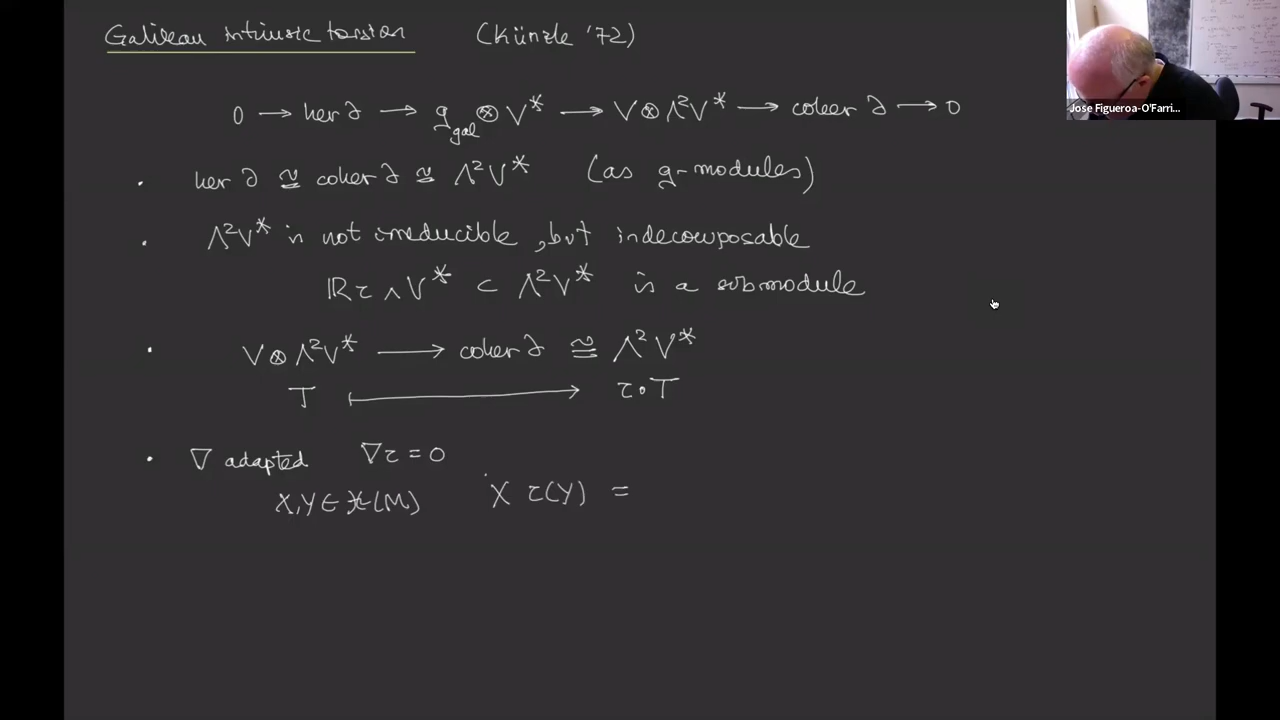 Galilean intrinsic torsion (Künzle '72)
0 → ker ∂ → g_gal ⊗ V* → V ⊗ Λ²V* → coker ∂ → 0
• ker ∂ ≅ coker ∂ ≅ Λ²V* (as g-modules)
• Λ²V* is not irreducible, but indecomposable
ℝτ ∧ V* ⊂ Λ²V* is a submodule
• V ⊗ Λ²V* → coker ∂ ≅ Λ²V*
T ↦ τ∘T
• ∇ adapted ∇τ = 0
X,Y ∈ 𝔛(M) X τ(Y) =
Jose Figueroa-O'Farri...